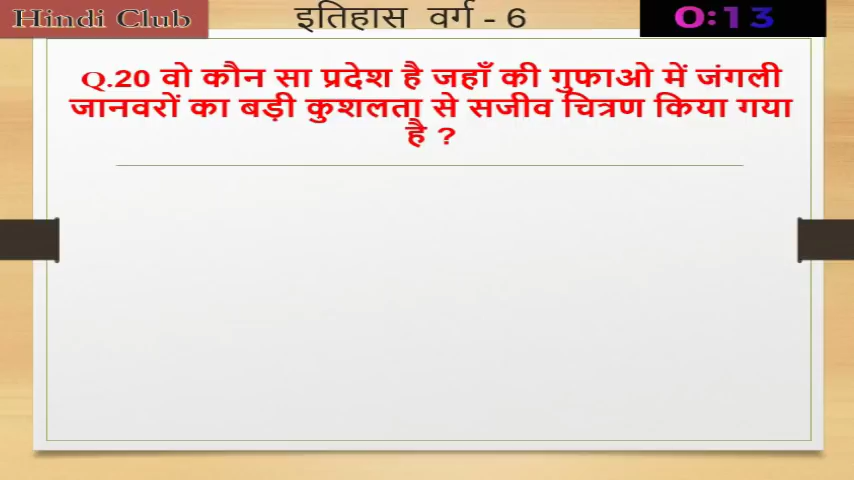 Hindi Club
इतिहास वर्ग - 6
0:13
Q.20 वो कौन सा प्रदेश है जहाँ की गुफाओ में जंगली
जानवरों का बड़ी कुशलता से सजीव चित्रण किया गया
है ?